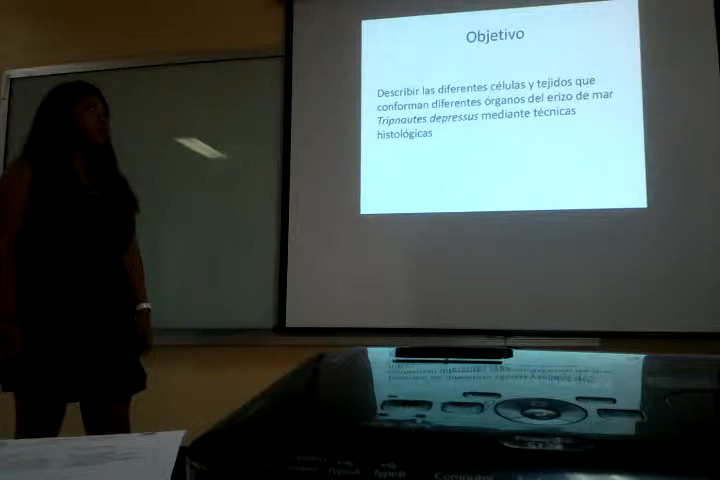 Objetivo
Describir las diferentes células y tejidos que
conforman diferentes órganos del erizo de mar
Tripnautes depressus mediante técnicas
histológicas